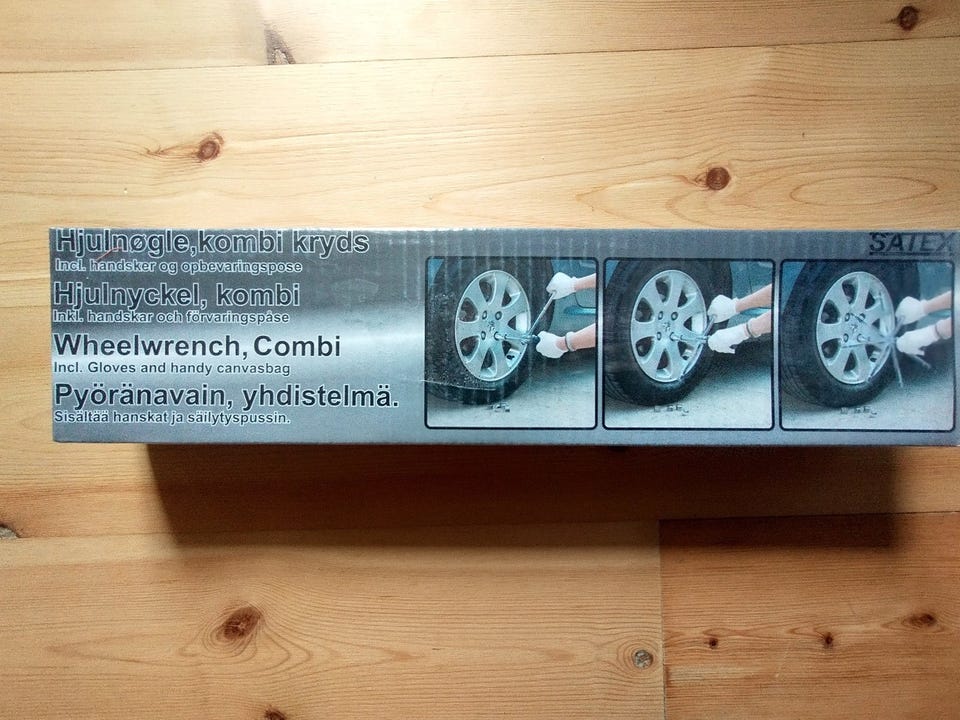 Hjulnøgle,kombi kryds
Incl. handsker og opbevaringspose
Hjulnyckel, kombi
Inkl. handskar och förvaringspåse
Wheelwrench, Combi
Incl. Gloves and handy canvasbag
Pyöränavain, yhdistelmä.
Sisältää hanskat ja säilytyspussin.
SATEX